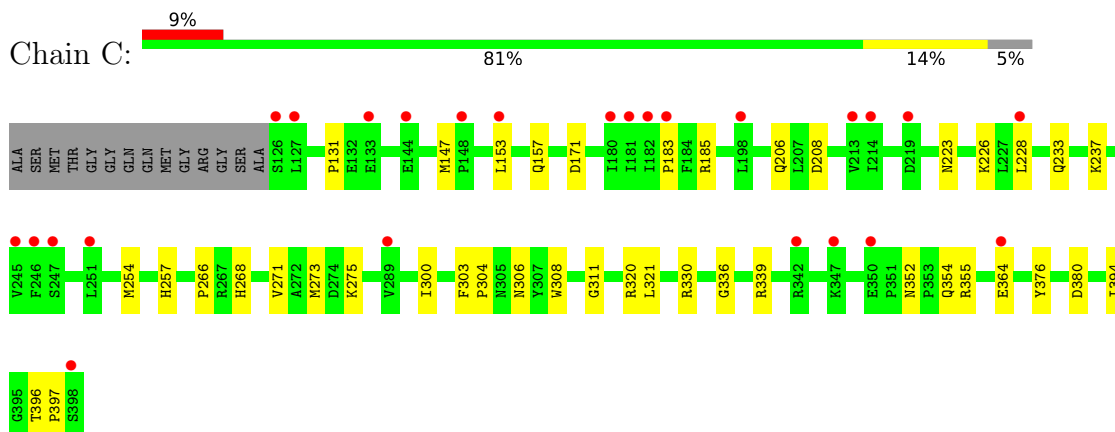 9%
Chain C:
81% 14% 5%
ALA SER MET THR GLY GLY GLN GLN MET GLY ARG GLY SER ALA S126 L127 P131 E132 E133 E144 M147 P148 L153 Q157 D171 I180 I181 I182 P183 F184 R185 L198 Q206 L207 D208 V213 I214 D219 N223 K226 L227 L228 Q233 K237
V245 F246 S247 L251 M254 H257 P266 R267 H268 V271 A272 M273 D274 K275 V289 I300 F303 P304 N305 N306 Y307 W308 G311 R320 L321 R330 G336 R339 R342 K347 E350 P351 N352 P353 Q354 R355 E364 Y376 D380
G395 T396 P397 S398